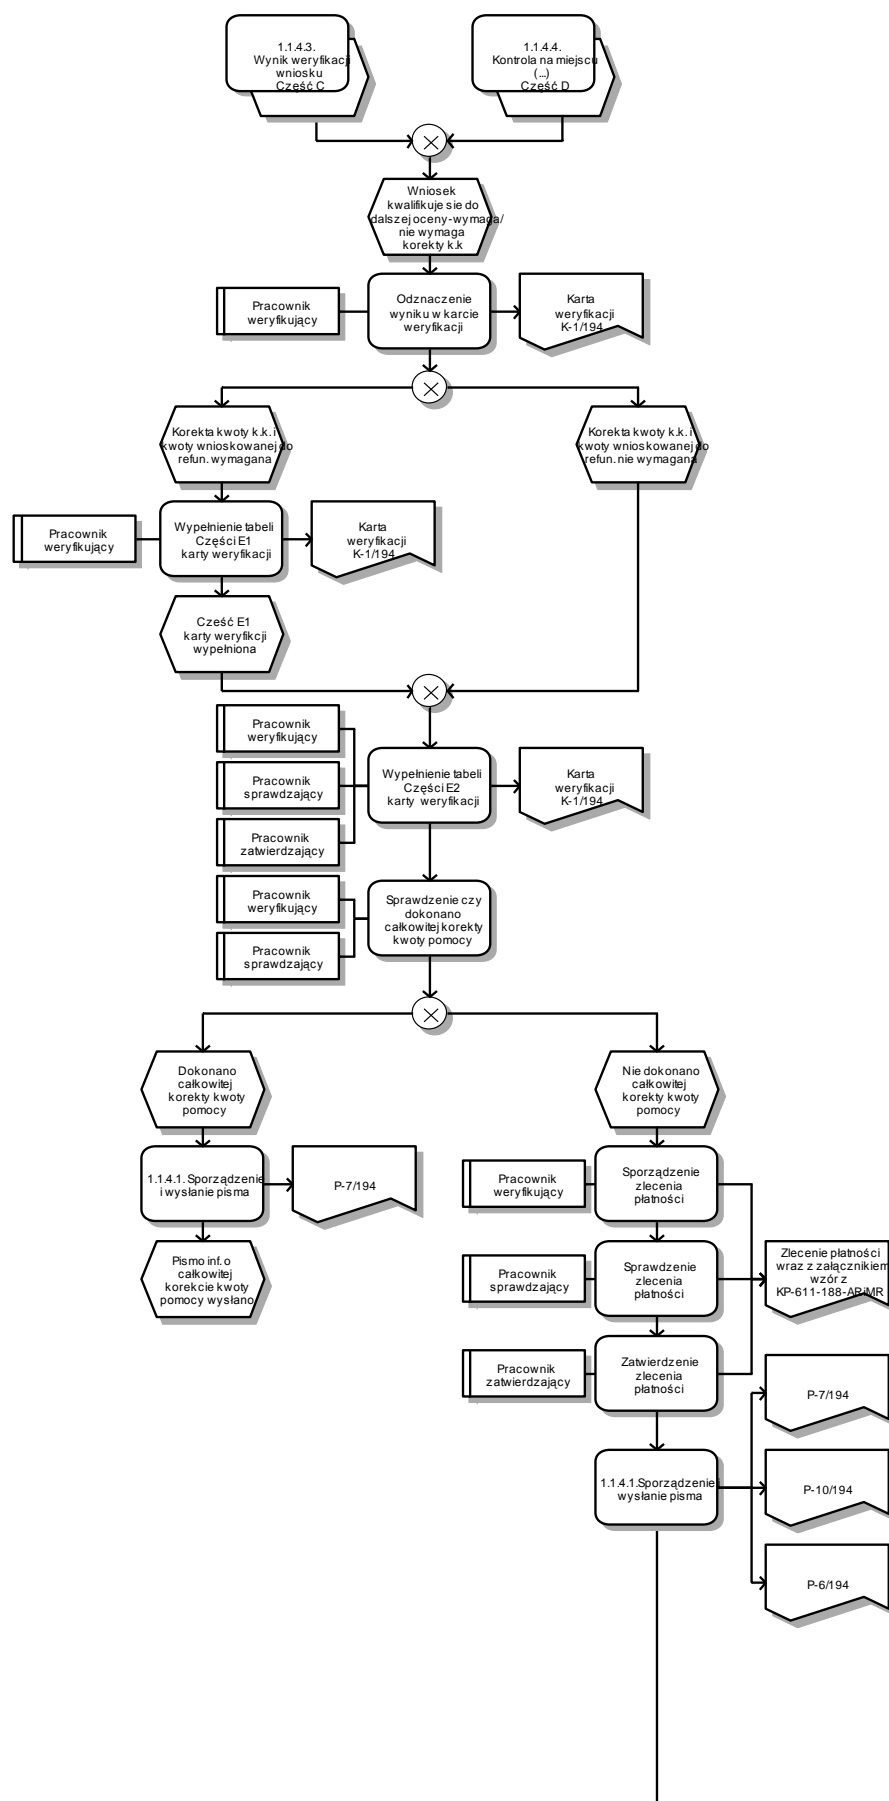 1.1.4.3.
Wynik weryfikacji
wniosku
Część C
1.1.4.4.
Kontrola na miejscu
(...)
Część D
Wniosek
kwalifikuje sie do
dalszej oceny-wymaga/
nie wymaga
korekty k.k
Pracownik
weryfikujący
Odznaczenie
wyniku w karcie
weryfikacji
Karta
weryfikacji
K-1/194
Korekta kwoty k.k. i
kwoty wnioskowanej do
refun. wymagana
Korekta kwoty k.k. i
kwoty wnioskowanej do
refun. nie wymagana
Pracownik
weryfikujący
Wypełnienie tabeli
Części E1
karty weryfikacji
Karta
weryfikacji
K-1/194
Cześć E1
karty weryfikcji
wypełniona
Pracownik
weryfikujący
Pracownik
sprawdzający
Pracownik
zatwierdzający
Wypełnienie tabeli
Części E2
karty weryfikacji
Karta
weryfikacji
K-1/194
Pracownik
weryfikujący
Pracownik
sprawdzający
Sprawdzenie czy
dokonano
całkowitej korekty
kwoty pomocy
Dokonano
całkowitej
korekty kwoty
pomocy
Nie dokonano
całkowitej
korekty kwoty
pomocy
1.1.4.1. Sporządzenie
i wysłanie pisma
P-7/194
Pismo inf. o
całkowitej
korekcie kwoty
pomocy wysłano
Pracownik
weryfikujący
Sporządzenie
zlecenia
płatności
Pracownik
sprawdzający
Sprawdzenie
zlecenia
płatności
Zlecenie płatności
wraz z załącznikiem
wzór z
KP-611-188-ARiMR
Pracownik
zatwierdzający
Zatwierdzenie
zlecenia
płatności
P-7/194
1.1.4.1.Sporządzenie i
wysłanie pisma
P-10/194
P-6/194